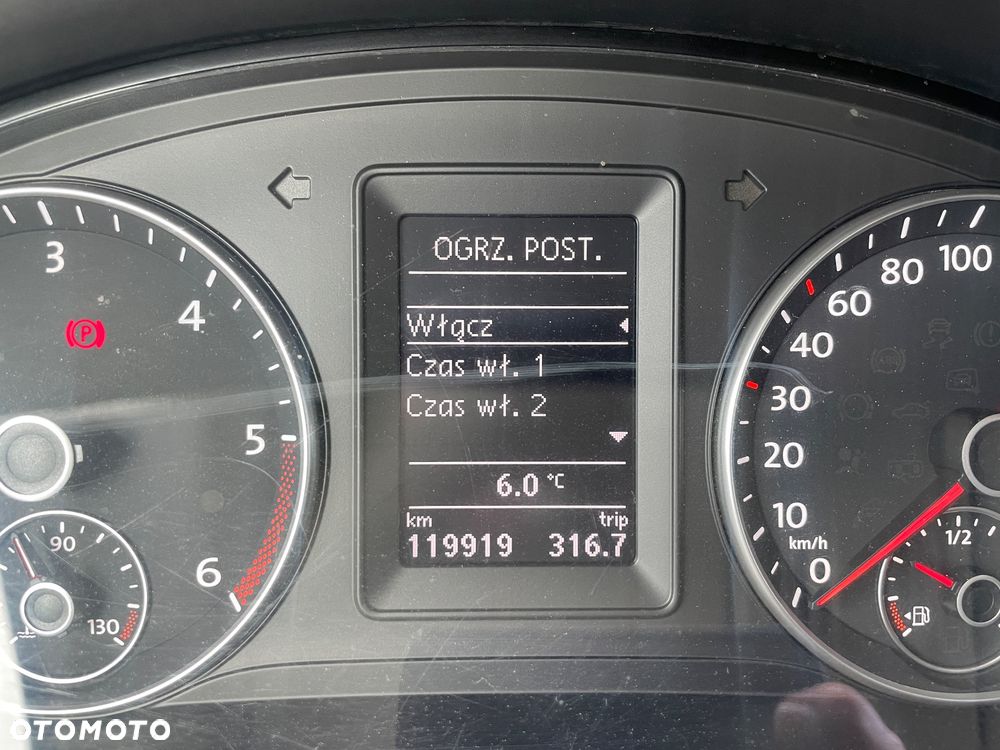 OGRZ. POST.
Włącz
Czas wł. 1
Czas wł. 2
6.0 °C
km trip
119919 316.7
3
4
5
6
P
90
130
100
80
60
40
30
20
10
km/h
0
1/2
OTOMOTO